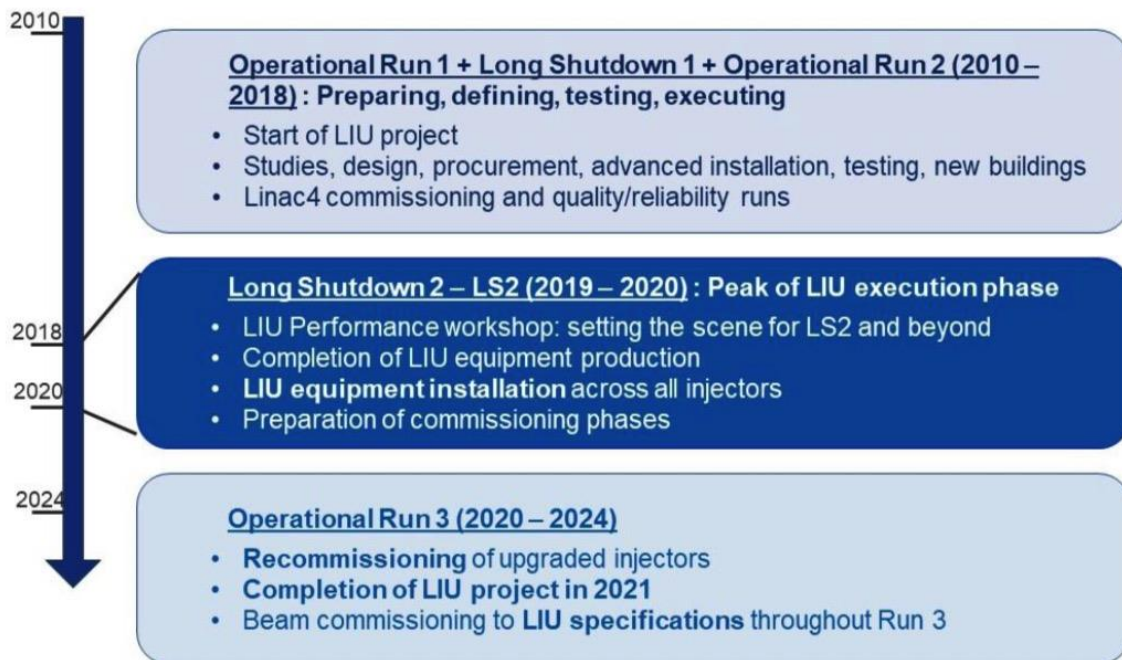 2010
Operational Run 1 + Long Shutdown 1 + Operational Run 2 (2010 –
2018) : Preparing, defining, testing, executing
• Start of LIU project
• Studies, design, procurement, advanced installation, testing, new buildings
• Linac4 commissioning and quality/reliability runs
Long Shutdown 2 – LS2 (2019 – 2020) : Peak of LIU execution phase
• LIU Performance workshop: setting the scene for LS2 and beyond
2018
• Completion of LIU equipment production
• LIU equipment installation across all injectors
2020
• Preparation of commissioning phases
2024
Operational Run 3 (2020 – 2024)
• Recommissioning of upgraded injectors
• Completion of LIU project in 2021
• Beam commissioning to LIU specifications throughout Run 3